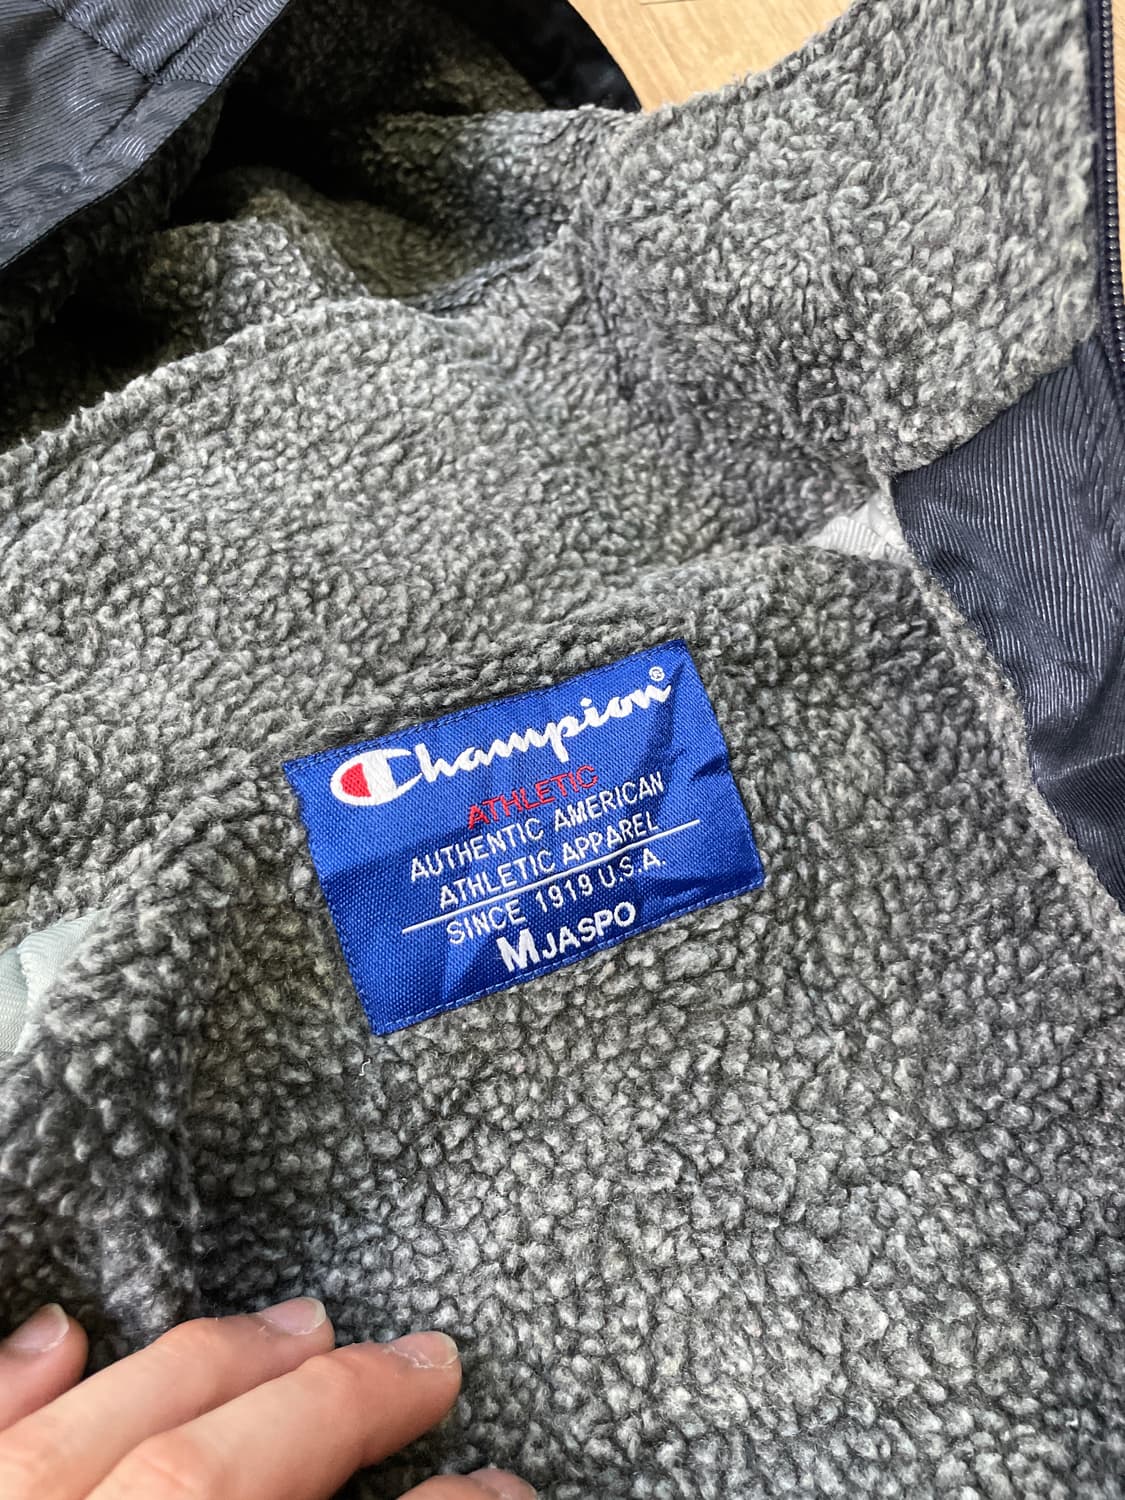 Champion®
ATHLETIC
AUTHENTIC AMERICAN
ATHLETIC APPAREL
SINCE 1919 U.S.A.
M JASPO